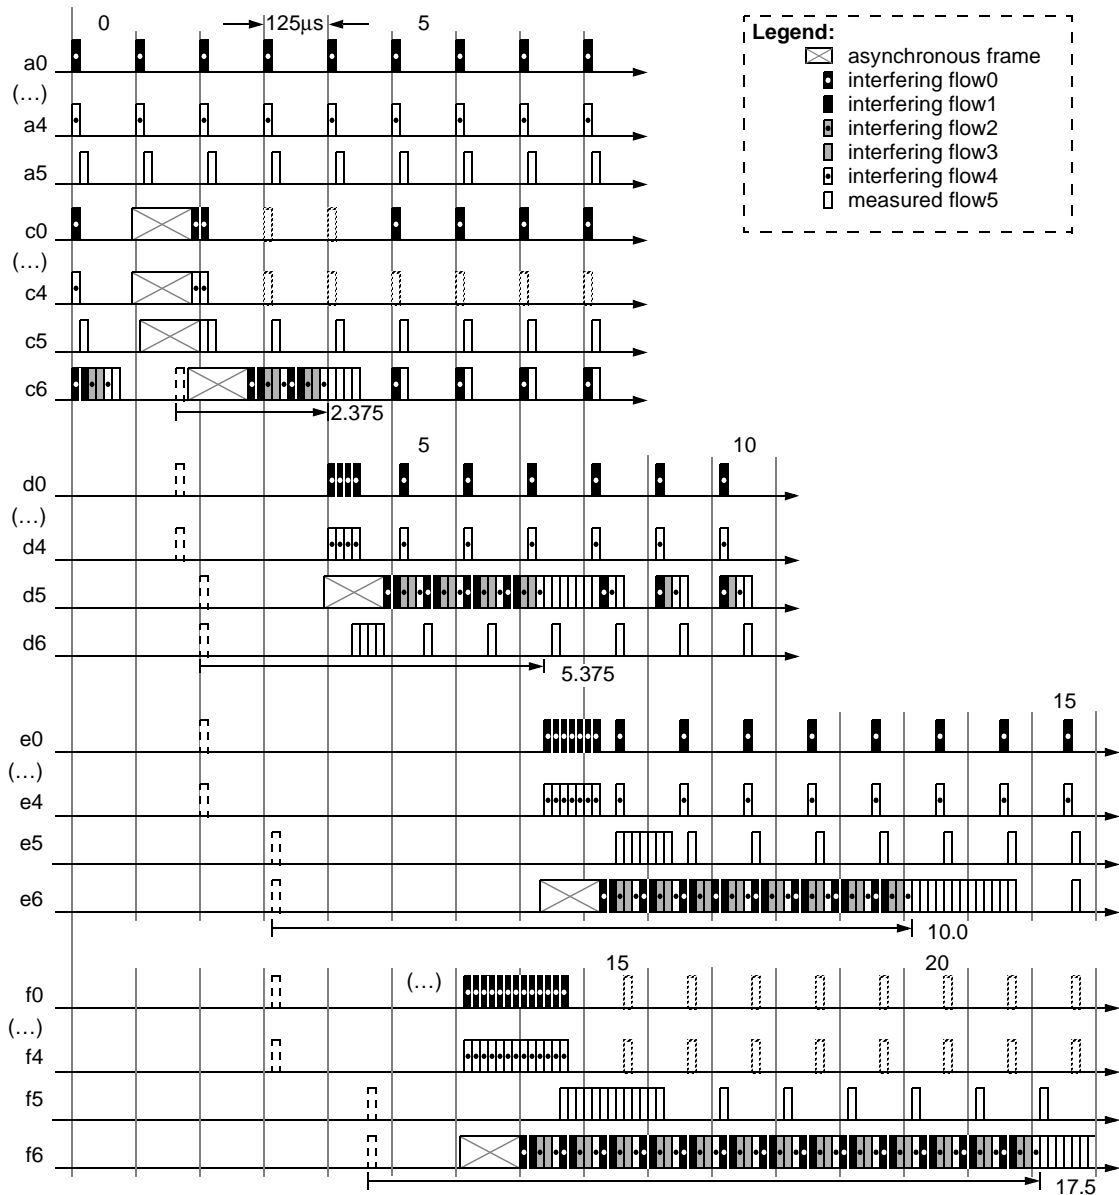 0 125μs 5
Legend:
asynchronous frame
interfering flow0
interfering flow1
interfering flow2
interfering flow3
interfering flow4
measured flow5
a0
(…)
a4
a5
c0
(…)
c4
c5
c6
2.375
5 10
d0
(…)
d4
d5
d6
5.375
15
e0
(…)
e4
e5
e6
10.0
(…) 15 20
f0
(…)
f4
f5
f6
17.5